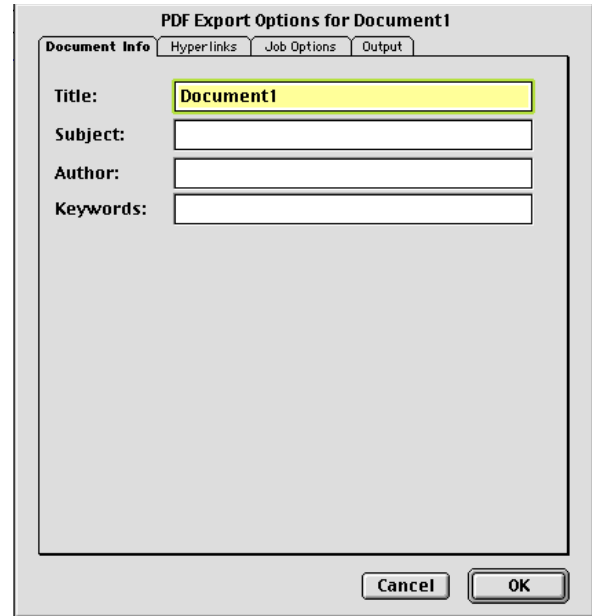 PDF Export Options for Document1
Document Info Hyperlinks Job Options Output
Title: Document1
Subject:
Author:
Keywords:
Cancel OK